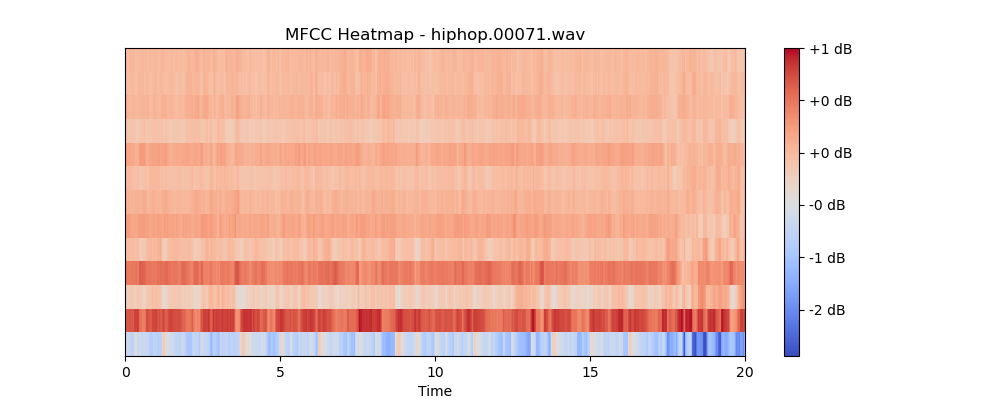 MFCC Heatmap - hiphop.00071.wav
+1 dB
+0 dB
+0 dB
-0 dB
-1 dB
-2 dB
0 5 10 15 20
Time